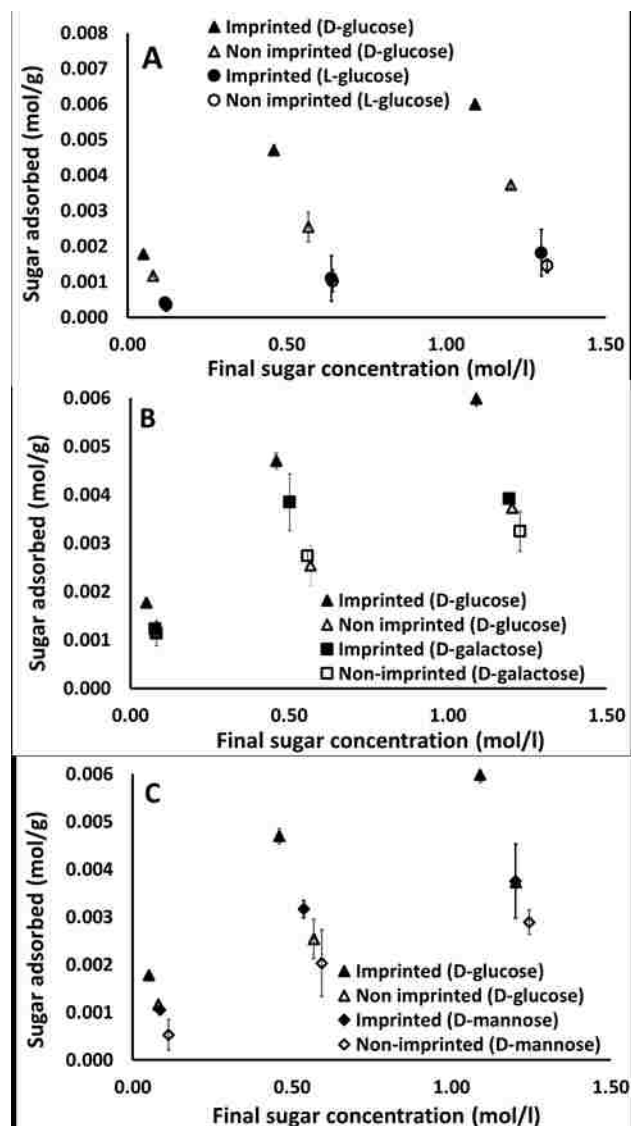 A
Imprinted (D-glucose)
Non imprinted (D-glucose)
Imprinted (L-glucose)
Non imprinted (L-glucose)
Sugar adsorbed (mol/g)
0.008
0.007
0.006
0.005
0.004
0.003
0.002
0.001
0.000
0.00 0.50 1.00 1.50
Final sugar concentration (mol/l)
B
Sugar adsorbed (mol/g)
0.006
0.005
0.004
0.003
0.002
0.001
0.000
Imprinted (D-glucose)
Non imprinted (D-glucose)
Imprinted (D-galactose)
Non-imprinted (D-galactose)
0.00 0.50 1.00 1.50
Final sugar concentration (mol/l)
C
Sugar adsorbed (mol/g)
0.006
0.005
0.004
0.003
0.002
0.001
0.000
Imprinted (D-glucose)
Non imprinted (D-glucose)
Imprinted (D-mannose)
Non-imprinted (D-mannose)
0.00 0.50 1.00 1.50
Final sugar concentration (mol/l)